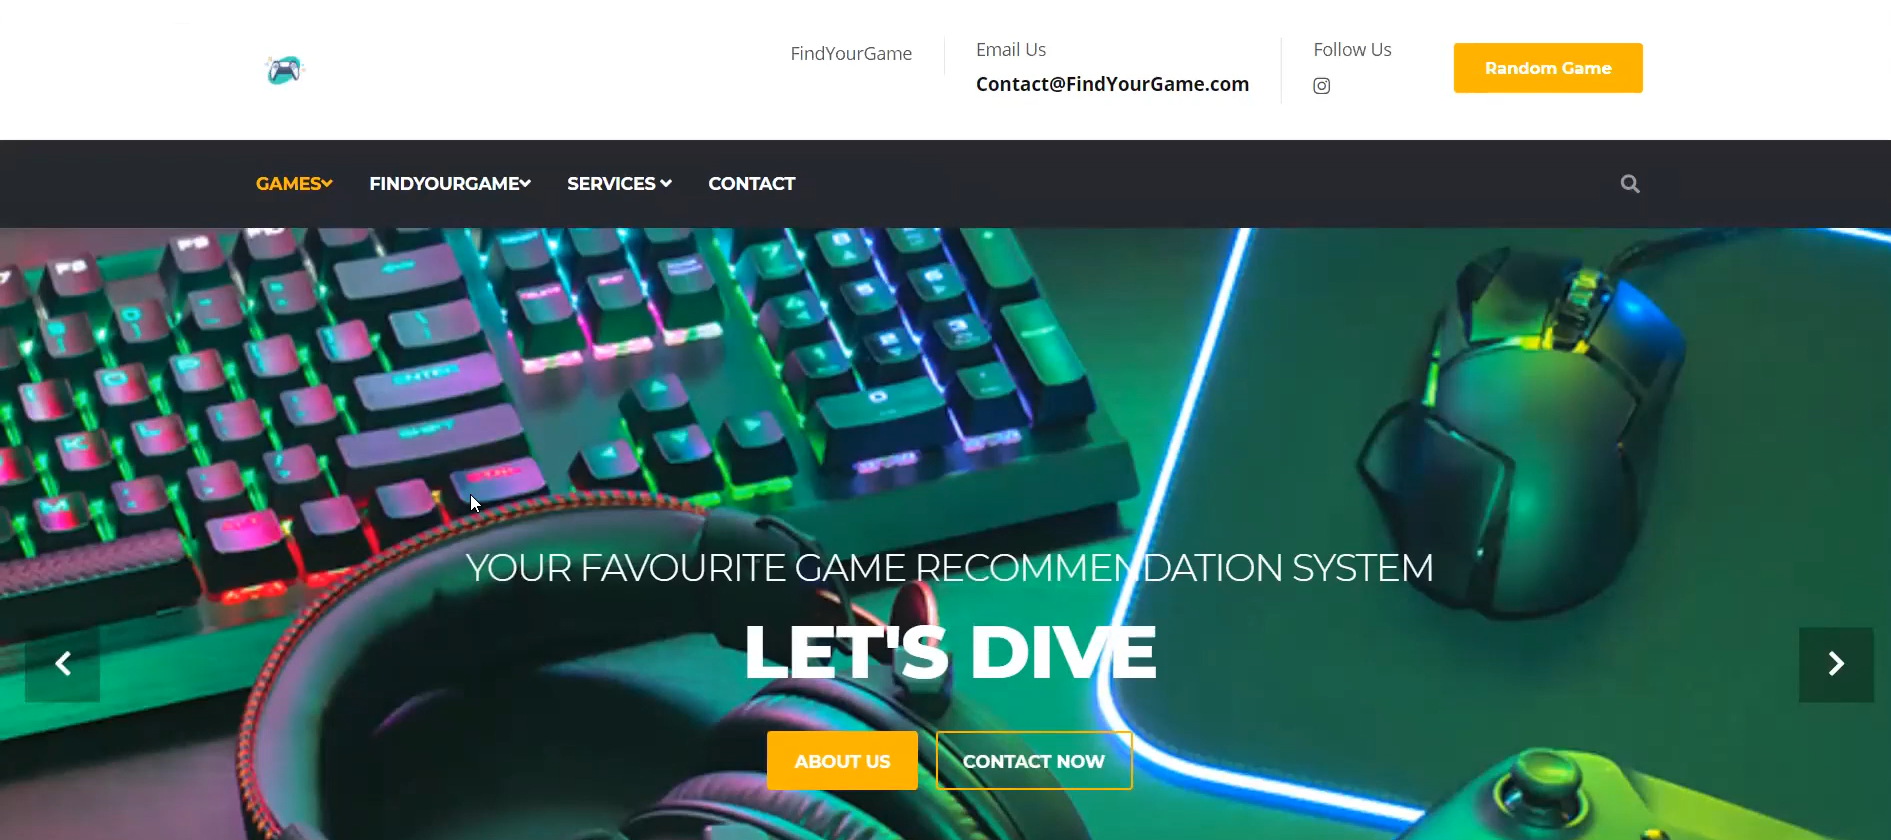 FindYourGame
Email Us
Contact@FindYourGame.com
Follow Us
Random Game
GAMES
FINDYOURGAME
SERVICES
CONTACT
YOUR FAVOURITE GAME RECOMMENDATION SYSTEM
LET'S DIVE
ABOUT US
CONTACT NOW